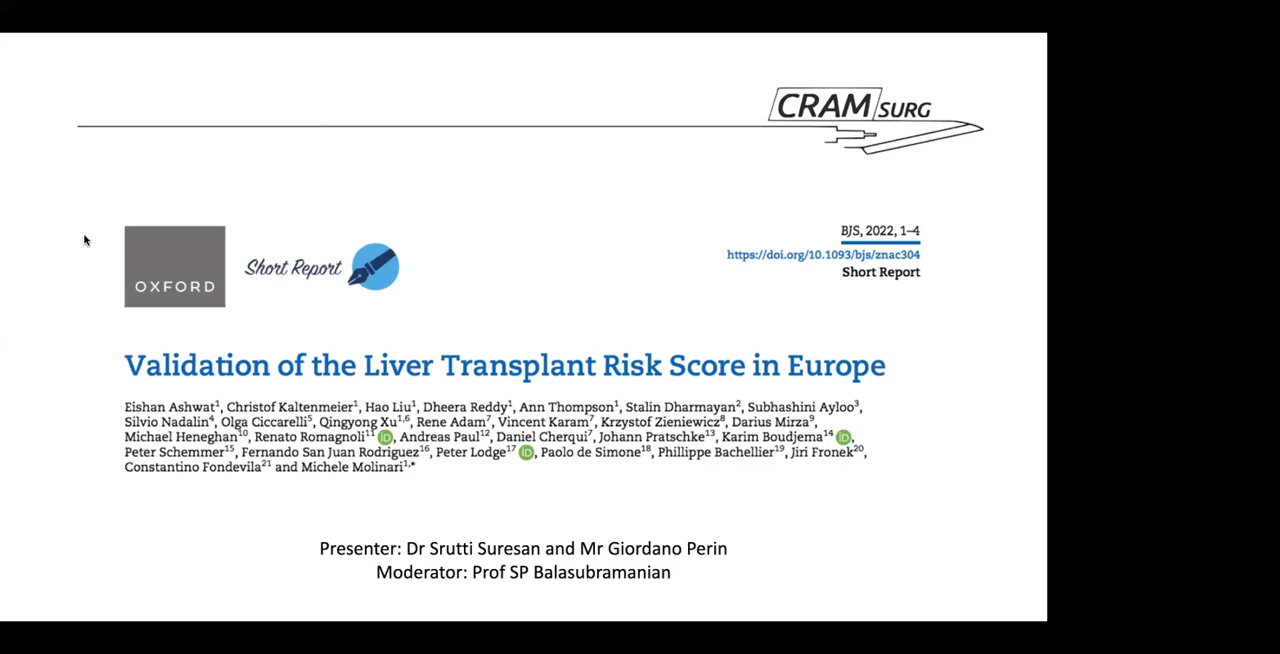 CRAM SURG
OXFORD
Short Report
BJS, 2022, 1–4
https://doi.org/10.1093/bjs/znac304
Short Report
Validation of the Liver Transplant Risk Score in Europe
Eishan Ashwat1, Christof Kaltenmeier1, Hao Liu1, Dheera Reddy1, Ann Thompson1, Stalin Dharmayan2, Subhashini Ayloo3,
Silvio Nadalin4, Olga Ciccarelli5, Qingyong Xu1,6, Rene Adam7, Vincent Karam7, Krzystof Zieniewicz8, Darius Mirza9,
Michael Heneghan10, Renato Romagnoli11 iD, Andreas Paul12, Daniel Cherqui7, Johann Pratschke13, Karim Boudjema14 iD,
Peter Schemmer15, Fernando San Juan Rodriguez16, Peter Lodge17 iD, Paolo de Simone18, Phillippe Bachellier19, Jiri Fronek20,
Constantino Fondevila21 and Michele Molinari1,*
Presenter: Dr Srutti Suresan and Mr Giordano Perin
Moderator: Prof SP Balasubramanian